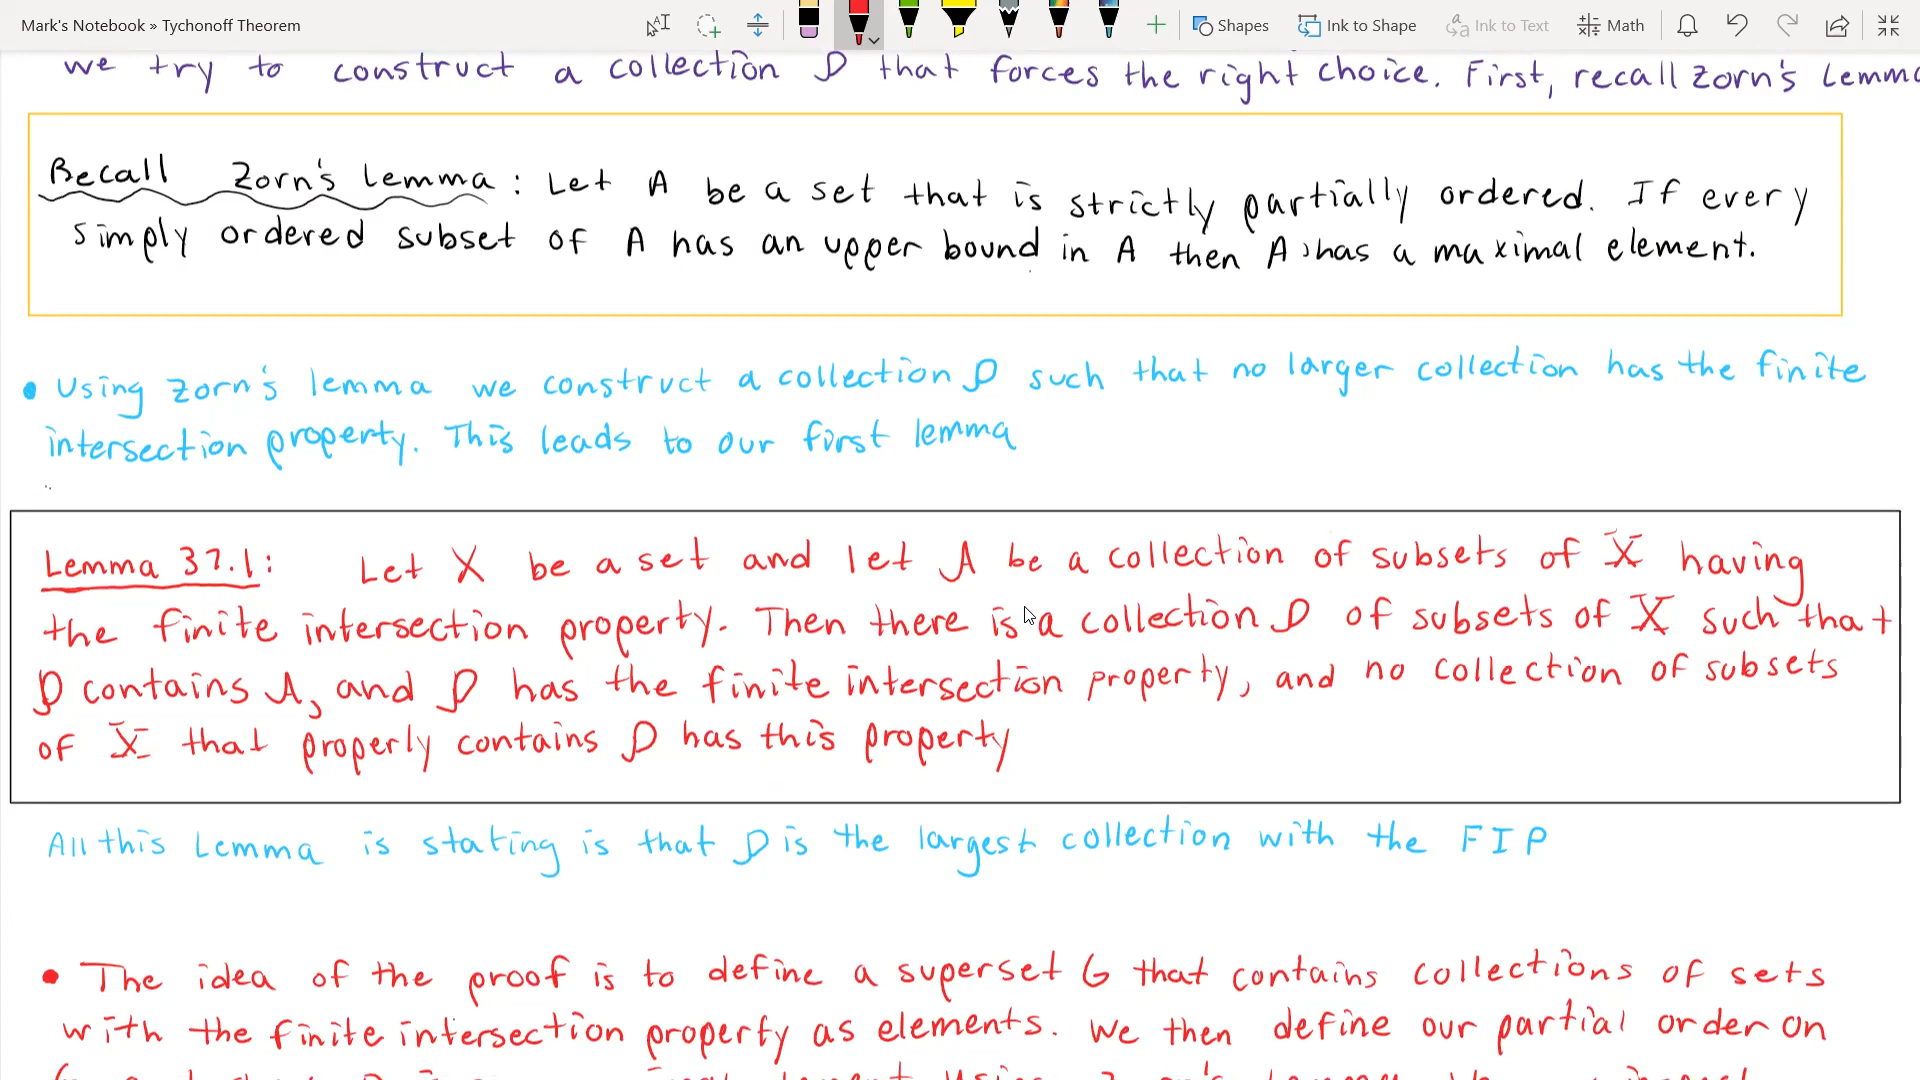 Mark's Notebook » Tychonoff Theorem
Shapes Ink to Shape Ink to Text Math
we try to construct a collection D that forces the right choice. First, recall Zorn's Lemma
Recall Zorn's Lemma : Let A be a set that is strictly partially ordered. If every
simply ordered subset of A has an upper bound in A then A has a maximal element.
• Using Zorn's lemma we construct a collection D such that no larger collection has the finite
intersection property. This leads to our first lemma
Lemma 37.1: Let X be a set and let A be a collection of subsets of X having
the finite intersection property. Then there is a collection D of subsets of X such that
D contains A, and D has the finite intersection property, and no collection of subsets
of X that properly contains D has this property
All this Lemma is stating is that D is the largest collection with the FIP
• The idea of the proof is to define a superset G that contains collections of sets
with the finite intersection property as elements. We then define our partial order on